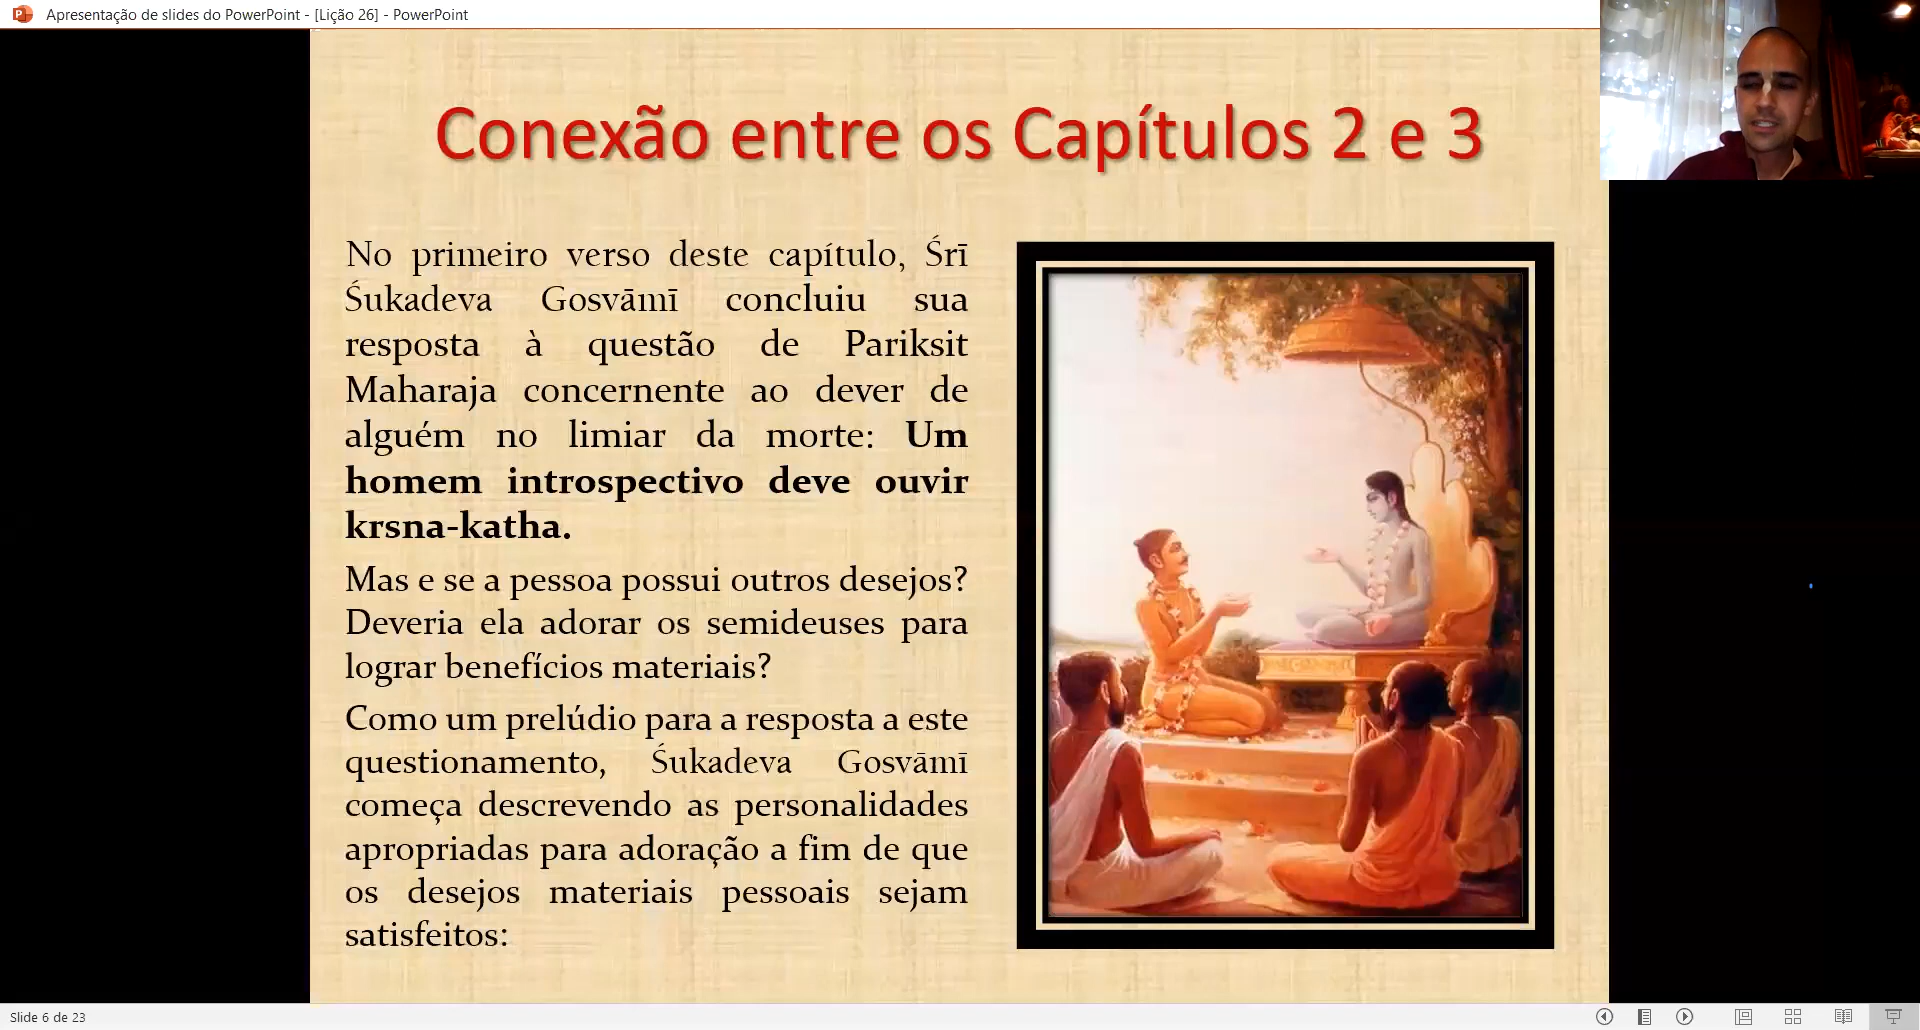 Apresentação de slides do PowerPoint - [Lição 26] - PowerPoint
Conexão entre os Capítulos 2 e 3
No primeiro verso deste capítulo, Śrī
Śukadeva Gosvāmī concluiu sua
resposta à questão de Pariksit
Maharaja concernente ao dever de
alguém no limiar da morte: Um
homem introspectivo deve ouvir
krsna-katha.
Mas e se a pessoa possui outros desejos?
Deveria ela adorar os semideuses para
lograr benefícios materiais?
Como um prelúdio para a resposta a este
questionamento, Śukadeva Gosvāmī
começa descrevendo as personalidades
apropriadas para adoração a fim de que
os desejos materiais pessoais sejam
satisfeitos:
Slide 6 de 23